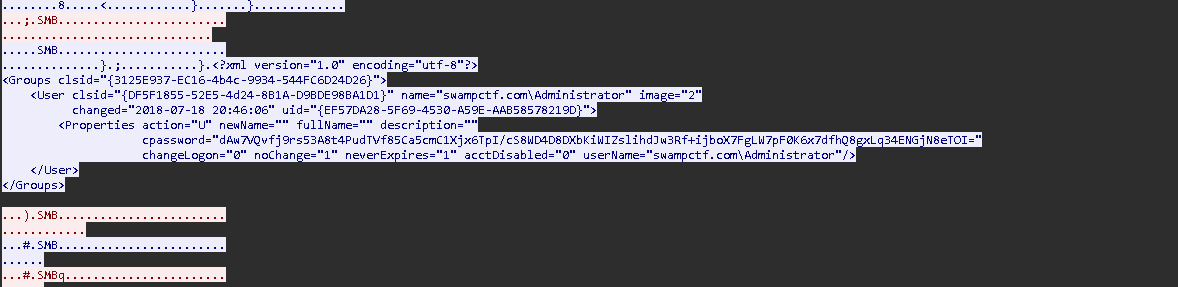 ........8.....<............}.......}.............
...;.SMB........................
...............................
.....SMB........................
..............}.;..........}.<?xml version="1.0" encoding="utf-8"?>
<Groups clsid="{3125E937-EC16-4b4c-9934-544FC6D24D26}">
<User clsid="{DF5F1855-52E5-4d24-8B1A-D9BDE98BA1D1}" name="swampctf.com\Administrator" image="2"
changed="2018-07-18 20:46:06" uid="{EF57DA28-5F69-4530-A59E-AAB58578219D}">
<Properties action="U" newName="" fullName="" description=""
cpassword="dAw7VQvfj9rs53A8t4PudTVf85Ca5cmC1Xjx6TpI/cS8WD4D8DXbKiWIZslihdJw3Rf+ijboX7FgLW7pF0K6x7dfhQ8gxLq34ENGjN8eTOI="
changeLogon="0" noChange="1" neverExpires="1" acctDisabled="0" userName="swampctf.com\Administrator"/>
</User>
</Groups>
...).SMB........................
............
...#.SMB........................
......
...#.SMBq.......................